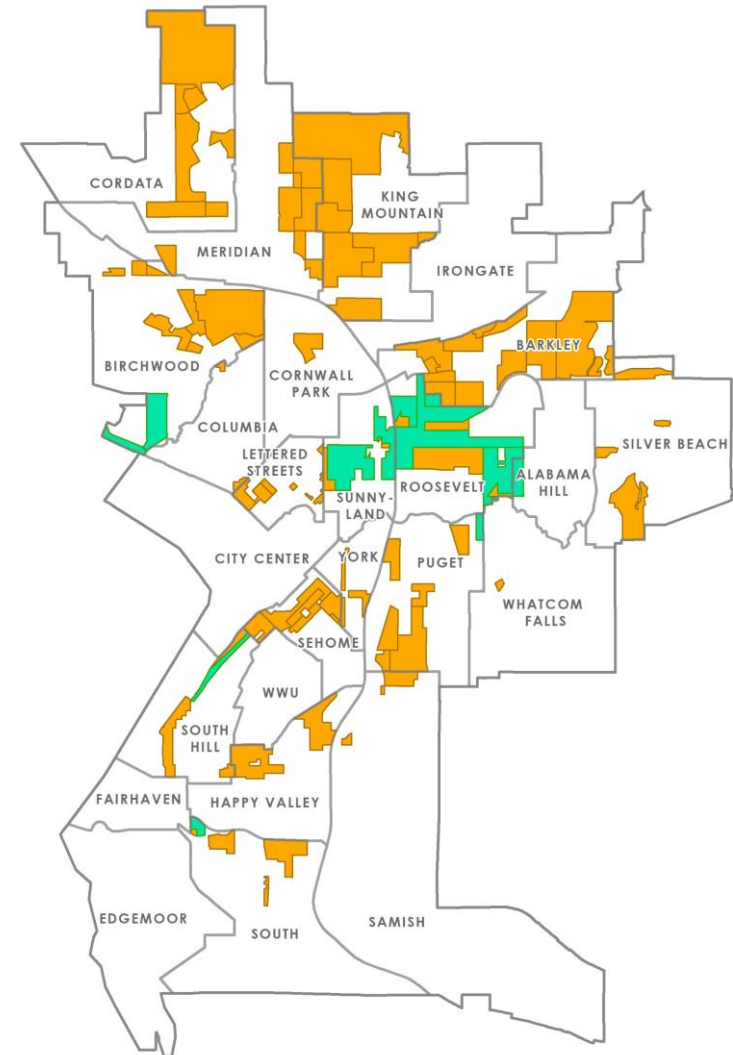 CORDATA
KING
MOUNTAIN
MERIDIAN
IRONGATE
BARKLEY
BIRCHWOOD
CORNWALL
PARK
COLUMBIA
SILVER BEACH
LETTERED
STREETS
ROOSEVELT
ALABAMA
HILL
SUNNY-
LAND
CITY CENTER
YORK
PUGET
WHATCOM
FALLS
SEHOME
WWU
SOUTH
HILL
FAIRHAVEN
HAPPY VALLEY
EDGEMOOR
SOUTH
SAMISH